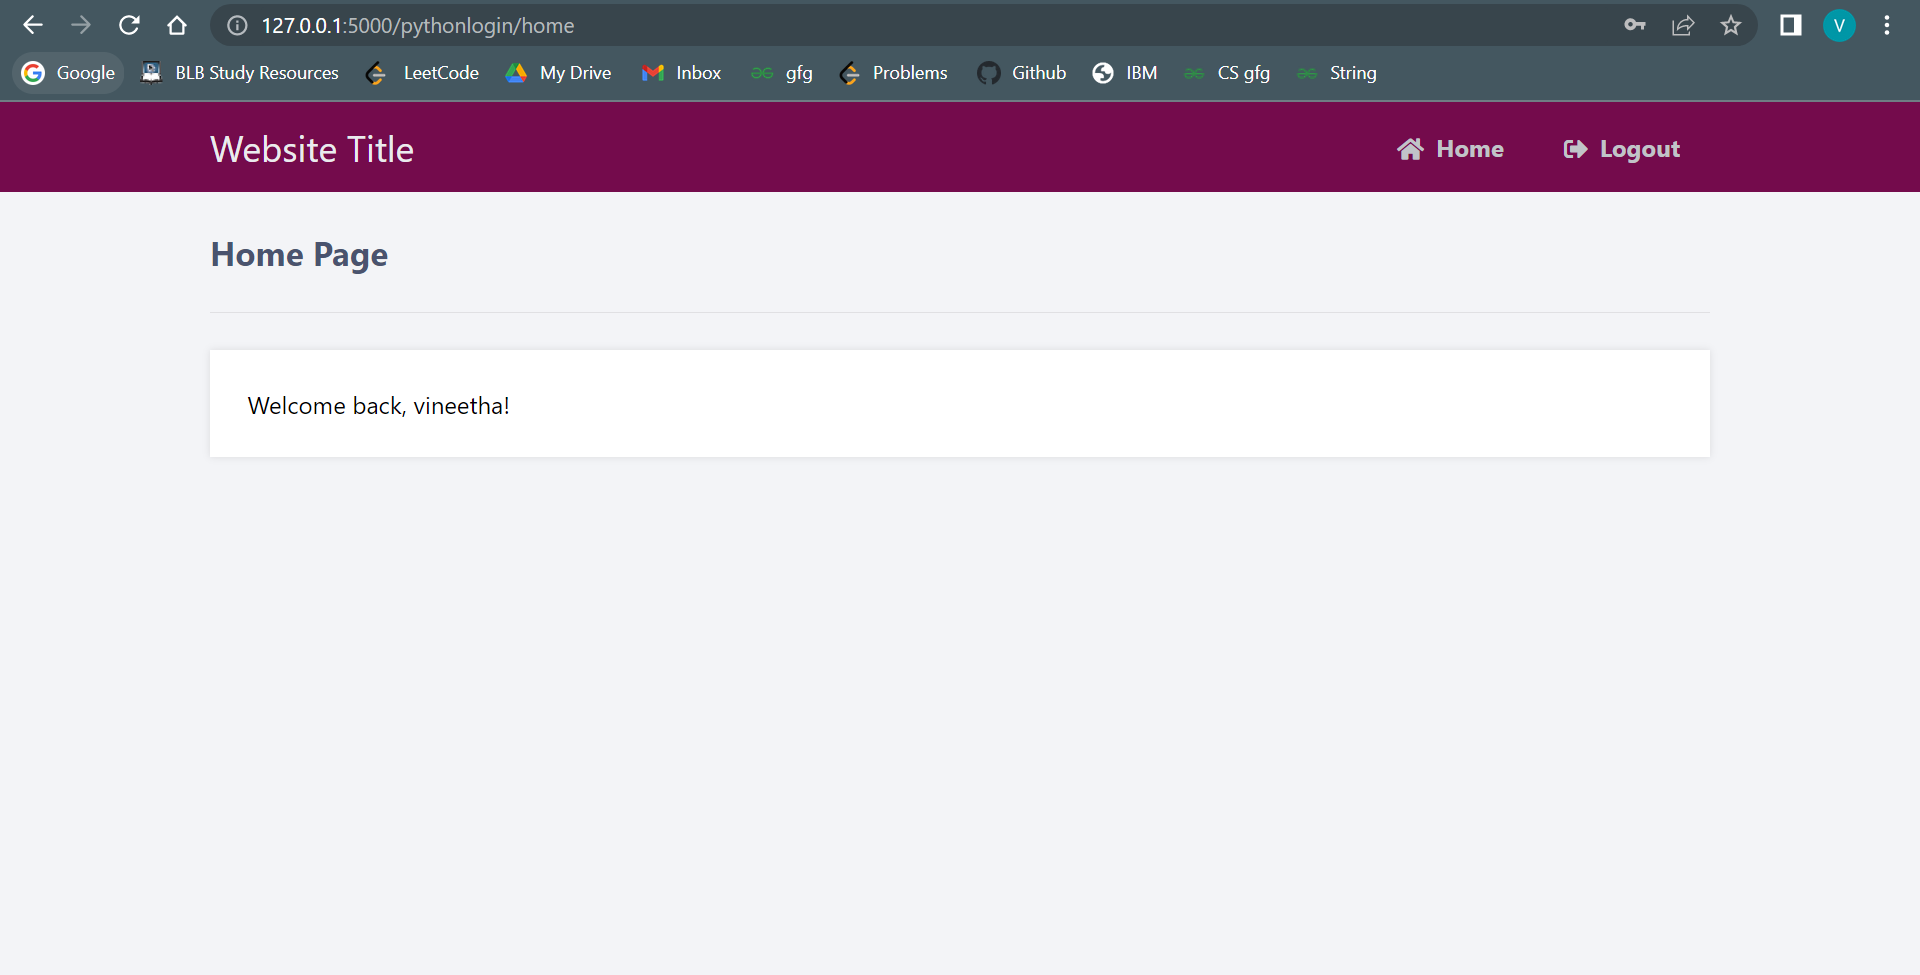 127.0.0.1:5000/pythonlogin/home
V
Google BLB Study Resources LeetCode My Drive Inbox gfg Problems Github IBM CS gfg String
Website Title Home Logout
Home Page
Welcome back, vineetha!